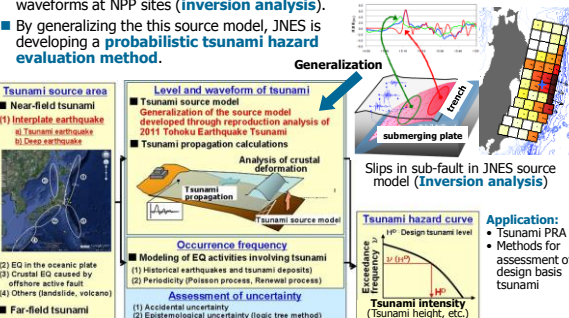 waveforms at NPP sites (inversion analysis).
■ By generalizing the this source model, JNES is
developing a probabilistic tsunami hazard
evaluation method.
Generalization
trench
submerging plate
Slips in sub-fault in JNES source
model (Inversion analysis)
Tsunami source area
■ Near-field tsunami
(1) Interplate earthquake
a) Tsunami earthquake
b) Deep earthquake
(2) EQ in the oceanic plate
(3) Crustal EQ caused by
offshore active fault
(4) Others (landslide, volcano)
■ Far-field tsunami
Level and waveform of tsunami
■ Tsunami source model
Generalization of the source model
developed through reproduction analysis of
2011 Tohoku Earthquake Tsunami
■ Tsunami propagation calculations
Analysis of crustal
deformation
Tsunami
propagation
Tsunami source model
Occurrence frequency
■ Modeling of EQ activities involving tsunami
(1) Historical earthquakes and tsunami deposits)
(2) Periodicity (Poisson process, Renewal process)
Assessment of uncertainty
(1) Accidental uncertainty
(2) Epistemological uncertainty (logic tree method)
Tsunami hazard curve
H⁰ Design tsunami level
Exceedance
frequency ν
ν (H⁰)
H⁰
Tsunami intensity
(Tsunami height, etc.)
Application:
• Tsunami PRA
• Methods for
assessment of
design basis
tsunami